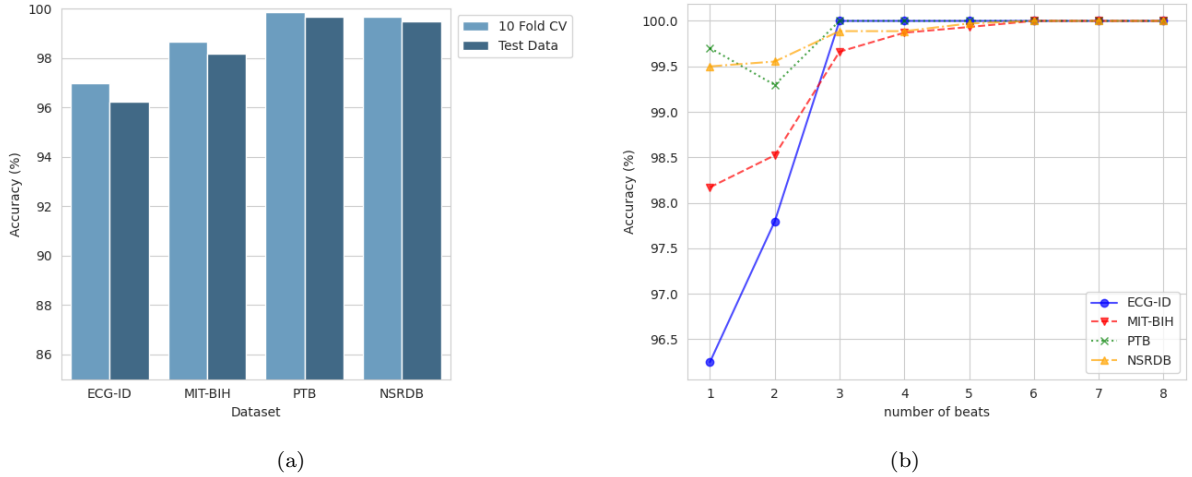 100
98
96
94
92
90
88
86
Accuracy (%)
ECG-ID MIT-BIH PTB NSRDB
Dataset
10 Fold CV
Test Data
(a)
100.0
99.5
99.0
98.5
98.0
97.5
97.0
96.5
Accuracy (%)
1 2 3 4 5 6 7 8
number of beats
ECG-ID
MIT-BIH
PTB
NSRDB
(b)